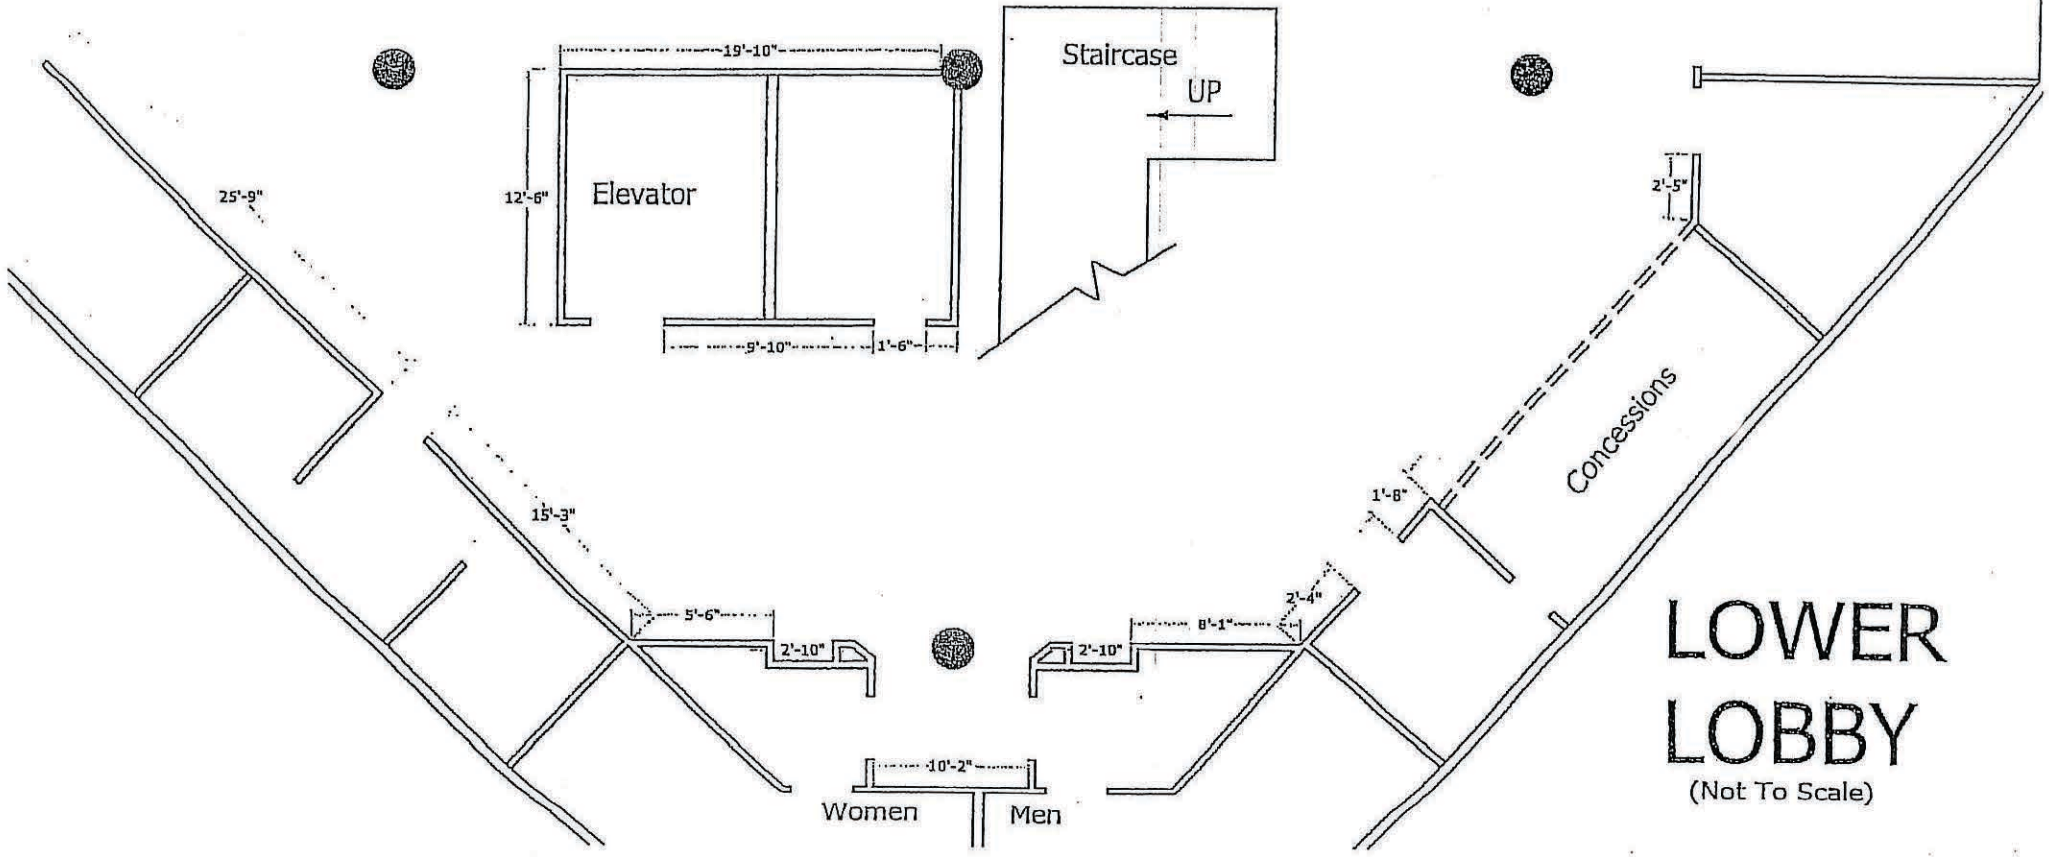 19'-10"
Staircase
UP
12'-6"
Elevator
25'-9"
2'-5"
9'-10"
1'-6"
Concessions
1'-8"
15'-3"
5'-6"
2'-10"
2'-10"
8'-1"
2'-4"
10'-2"
Women
Men
LOWER
LOBBY
(Not To Scale)